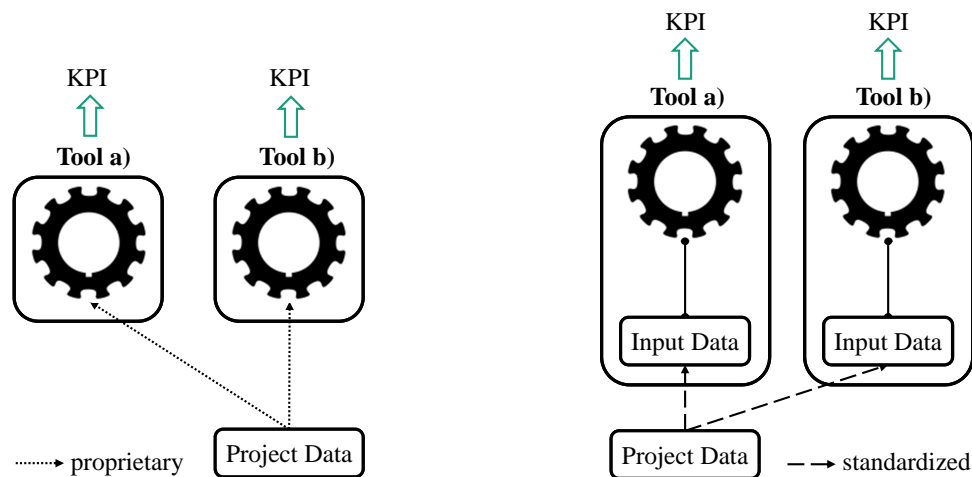 KPI
KPI
Tool a)
Tool b)
Project Data
proprietary
KPI
KPI
Tool a)
Tool b)
Input Data
Input Data
Project Data
standardized